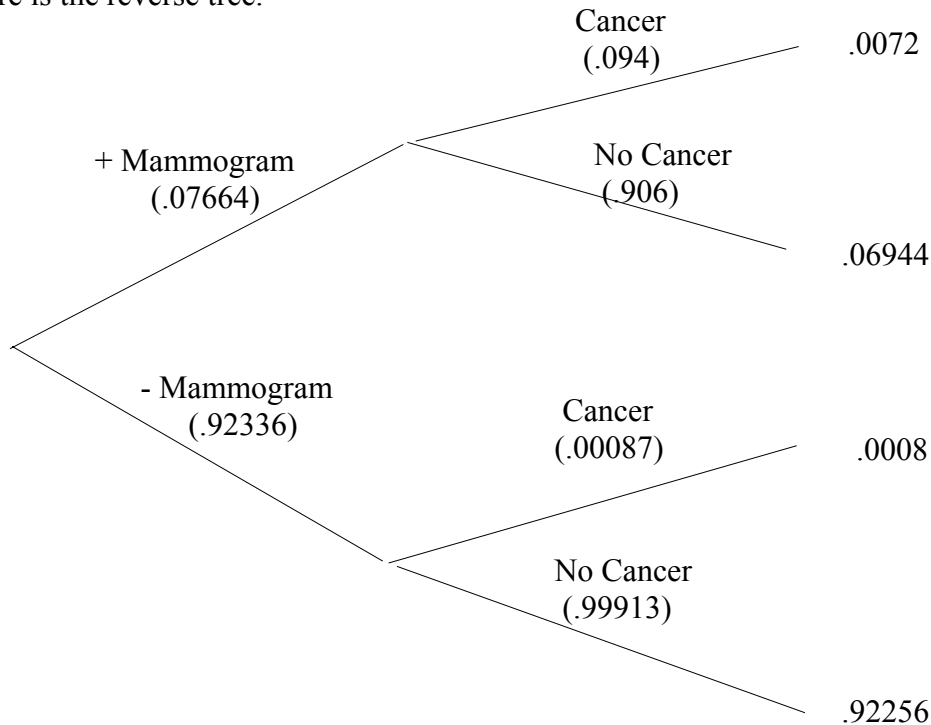 is the reverse tree.
Cancer
(.094)
.0072
+ Mammogram
(.07664)
No Cancer
(.906)
.06944
- Mammogram
(.92336)
Cancer
(.00087)
.0008
No Cancer
(.99913)
.92256